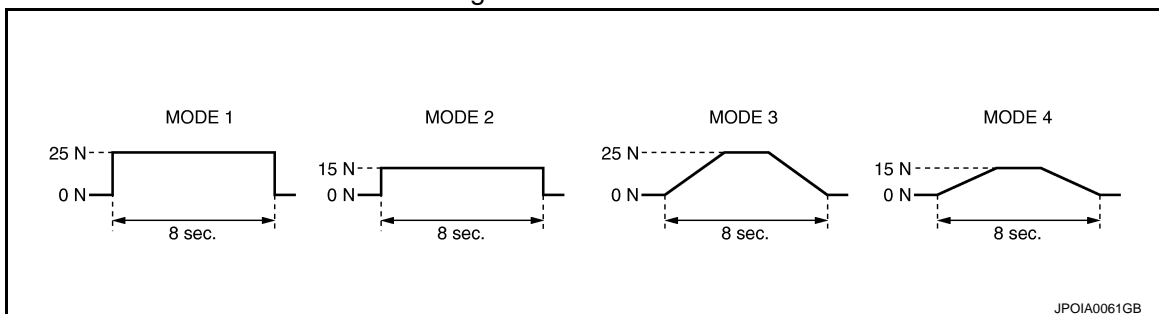 MODE 1 MODE 2 MODE 3 MODE 4
25 N 15 N 25 N 15 N
0 N 0 N 0 N 0 N
8 sec. 8 sec. 8 sec. 8 sec.
JPOIA0061GB